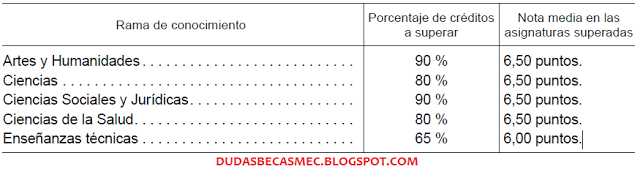 Rama de conocimiento
Porcentaje de créditos
a superar
Nota media en las
asignaturas superadas
Artes y Humanidades. . . . . . . . . . . . . . . . . . . . . . . . . . . 90 % 6,50 puntos.
Ciencias . . . . . . . . . . . . . . . . . . . . . . . . . . . . . . . . . . . . . 80 % 6,50 puntos.
Ciencias Sociales y Jurídicas. . . . . . . . . . . . . . . . . . . . . 90 % 6,50 puntos.
Ciencias de la Salud. . . . . . . . . . . . . . . . . . . . . . . . . . . . 80 % 6,50 puntos.
Enseñanzas técnicas . . . . . . . . . . . . . . . . . . . . . . . . . . . 65 % 6,00 puntos.
DUDASBECASMEC.BLOGSPOT.COM